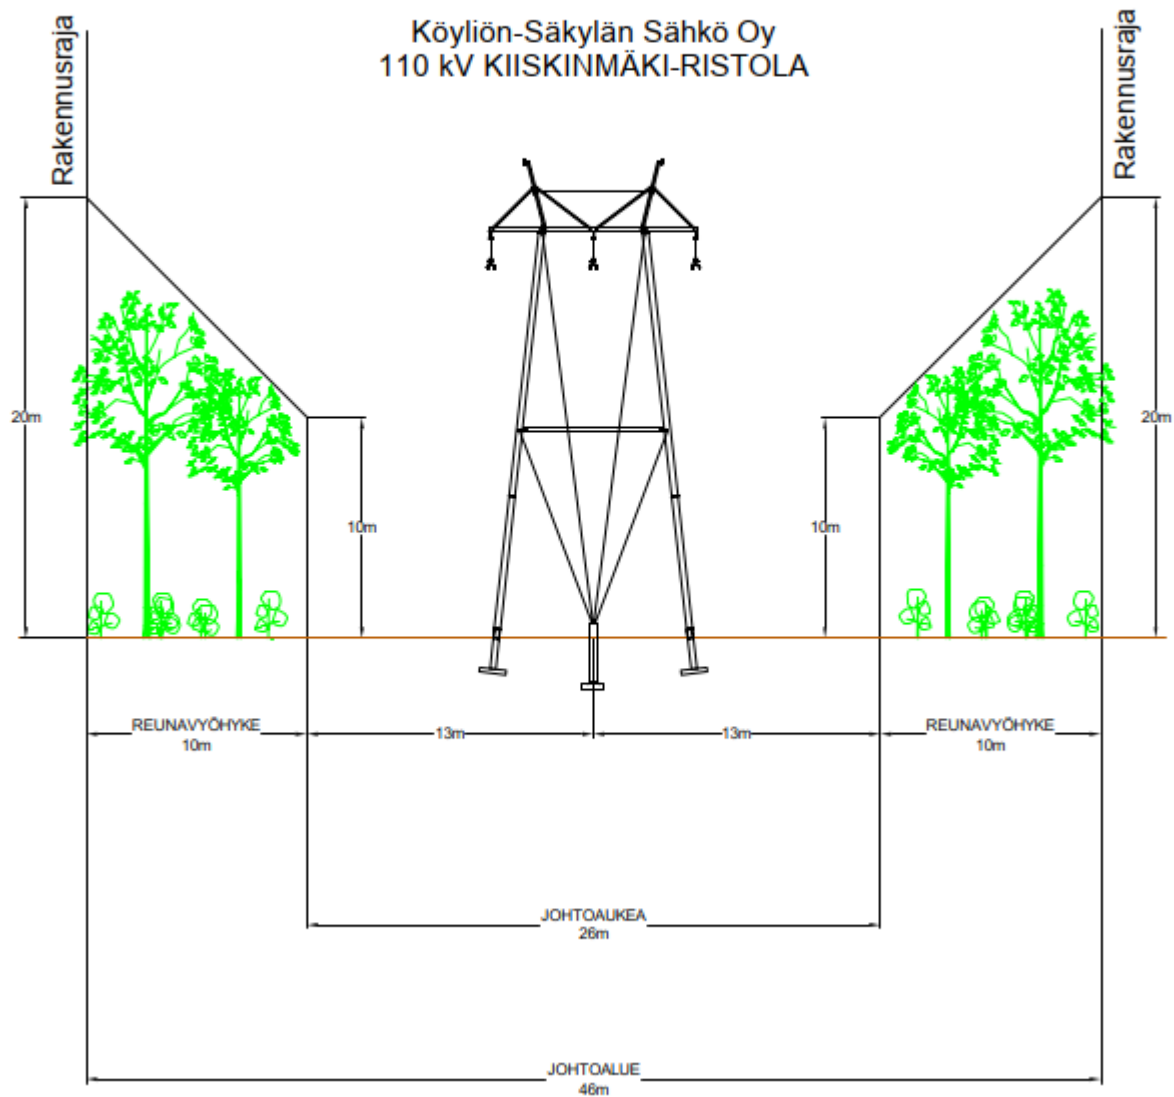 Köyliön-Säkylän Sähkö Oy
110 kV KIISKINMÄKI-RISTOLA
Rakennusraja
Rakennusraja
20m
10m
10m
20m
REUNAVYÖHYKE
10m
13m
13m
REUNAVYÖHYKE
10m
JOHTOAUKEA
26m
JOHTOALUE
46m